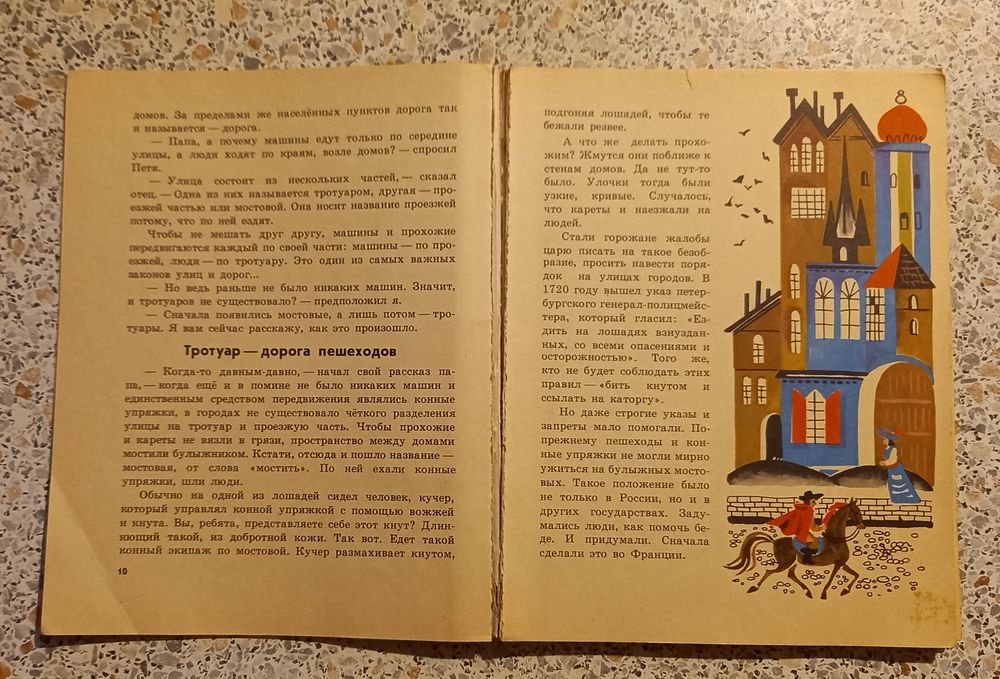 домов. За пределами же населённых пунктов дорога так
и называется — дорога.
— Папа, а почему машины едут только по середине
улицы, а люди ходят по краям, возле домов? — спросил
Петя.
— Улица состоит из нескольких частей, — сказал
отец. — Одна из них называется тротуаром, другая — про-
езжей частью или мостовой. Она носит название проезжей
потому, что по ней ездят.
Чтобы не мешать друг другу, машины и прохожие
передвигаются каждый по своей части: машины — по про-
езжей, люди — по тротуару. Это один из самых важных
законов улиц и дорог...
— Но ведь раньше не было никаких машин. Значит,
и тротуаров не существовало? — предположил я.
— Сначала появились мостовые, а лишь потом — тро-
туары. Я вам сейчас расскажу, как это произошло.
Тротуар — дорога пешеходов
— Когда-то давным-давно, — начал свой рассказ па-
па, — когда ещё и в помине не было никаких машин и
единственным средством передвижения являлись конные
упряжки, в городах не существовало чёткого разделения
улицы на тротуар и проезжую часть. Чтобы прохожие
и кареты не вязли в грязи, пространство между домами
мостили булыжником. Кстати, отсюда и пошло название —
мостовая, от слова «мостить». По ней ехали конные
упряжки, шли люди.
Обычно на одной из лошадей сидел человек, кучер,
который управлял конной упряжкой с помощью вожжей
и кнута. Вы, ребята, представляете себе этот кнут? Длин-
нющий такой, из добротной кожи. Так вот. Едет такой
конный экипаж по мостовой. Кучер размахивает кнутом,
10
подгоняя лошадей, чтобы те
бежали резвее.
А что же делать прохо-
жим? Жмутся они поближе к
стенам домов. Да не тут-то
было. Улочки тогда были
узкие, кривые. Случалось,
что кареты и наезжали на
людей.
Стали горожане жалобы
царю писать на такое безоб-
разие, просить навести поря-
док на улицах городов. В
1720 году вышел указ петер-
бургского генерал-полицмейс-
тера, который гласил: «Ез-
дить на лошадях взнуздан-
ных, со всеми опасениями и
осторожностью». Того же,
кто не будет соблюдать этих
правил — «бить кнутом и
ссылать на каторгу».
Но даже строгие указы и
запреты мало помогали. По-
прежнему пешеходы и кон-
ные упряжки не могли мирно
ужиться на булыжных мосто-
вых. Такое положение было
не только в России, но и в
других государствах. Заду-
мались люди, как помочь бе-
де. И придумали. Сначала
сделали это во Франции.